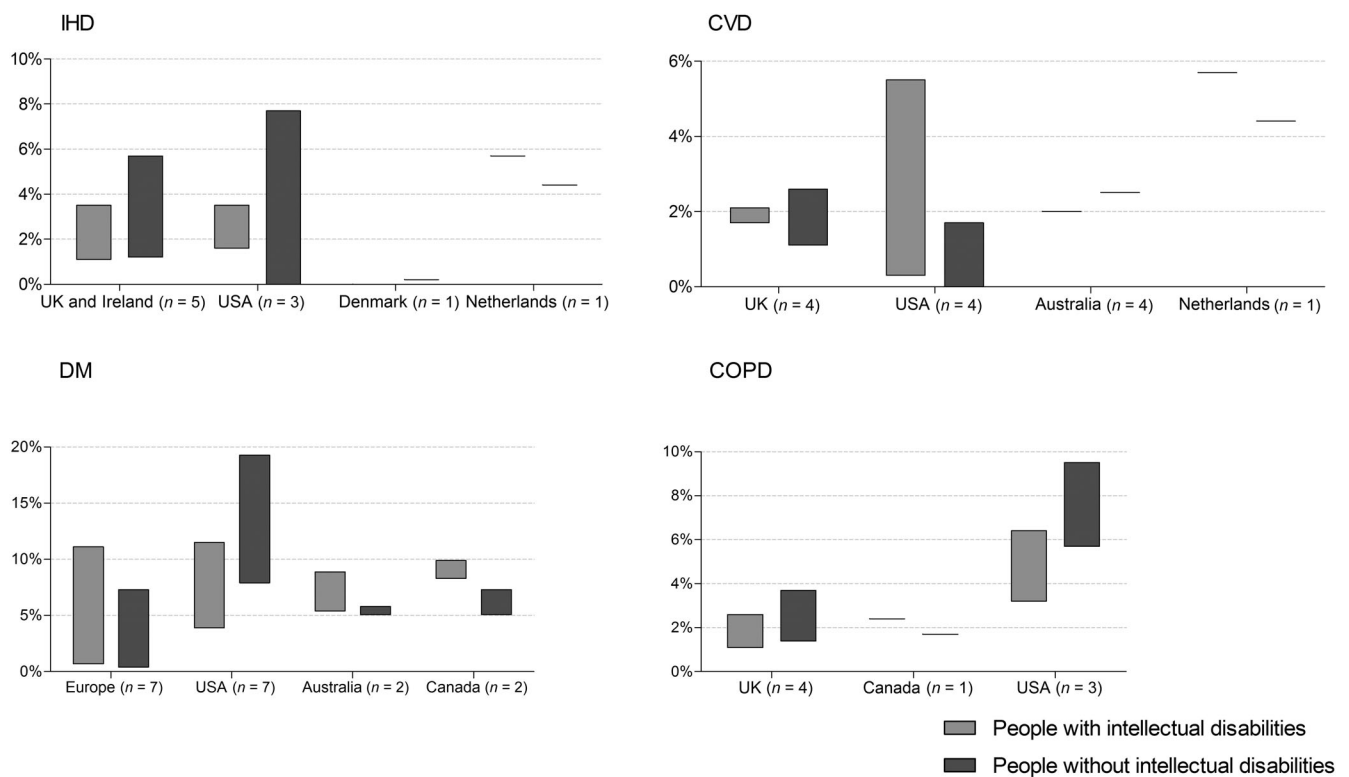 IHD
10%
8%
6%
4%
2%
0%
UK and Ireland (n = 5) USA (n = 3) Denmark (n = 1) Netherlands (n = 1)
CVD
6%
4%
2%
0%
UK (n = 4) USA (n = 4) Australia (n = 4) Netherlands (n = 1)
DM
20%
15%
10%
5%
0%
Europe (n = 7) USA (n = 7) Australia (n = 2) Canada (n = 2)
COPD
10%
8%
6%
4%
2%
0%
UK (n = 4) Canada (n = 1) USA (n = 3)
People with intellectual disabilities
People without intellectual disabilities